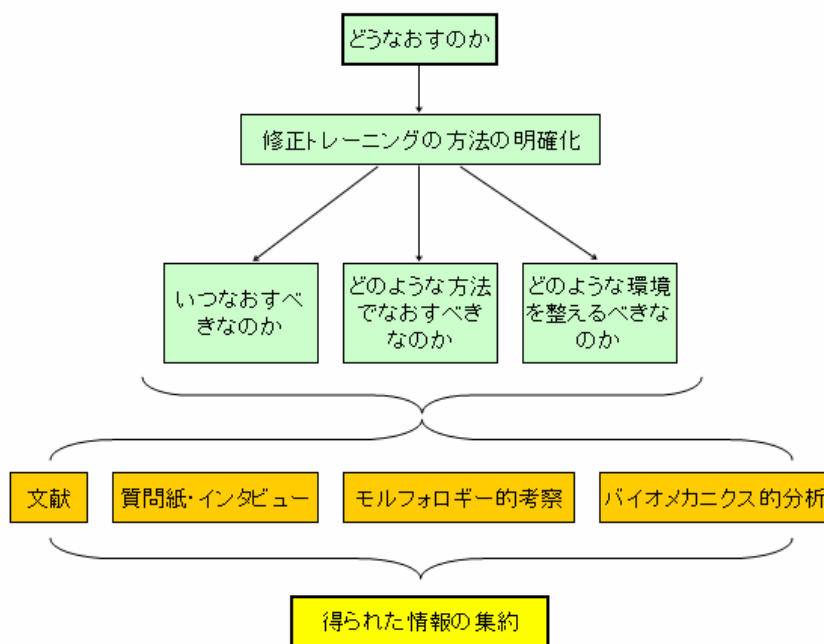 どうなおすのか
修正トレーニングの方法の明確化
いつなおすべ
きなのか
どのような方法
でなおすべき
なのか
どのような環境
を整えるべきな
のか
文献
質問紙・インタビュー
モルフォロギー的考察
バイオメカニクス的分析
得られた情報の集約